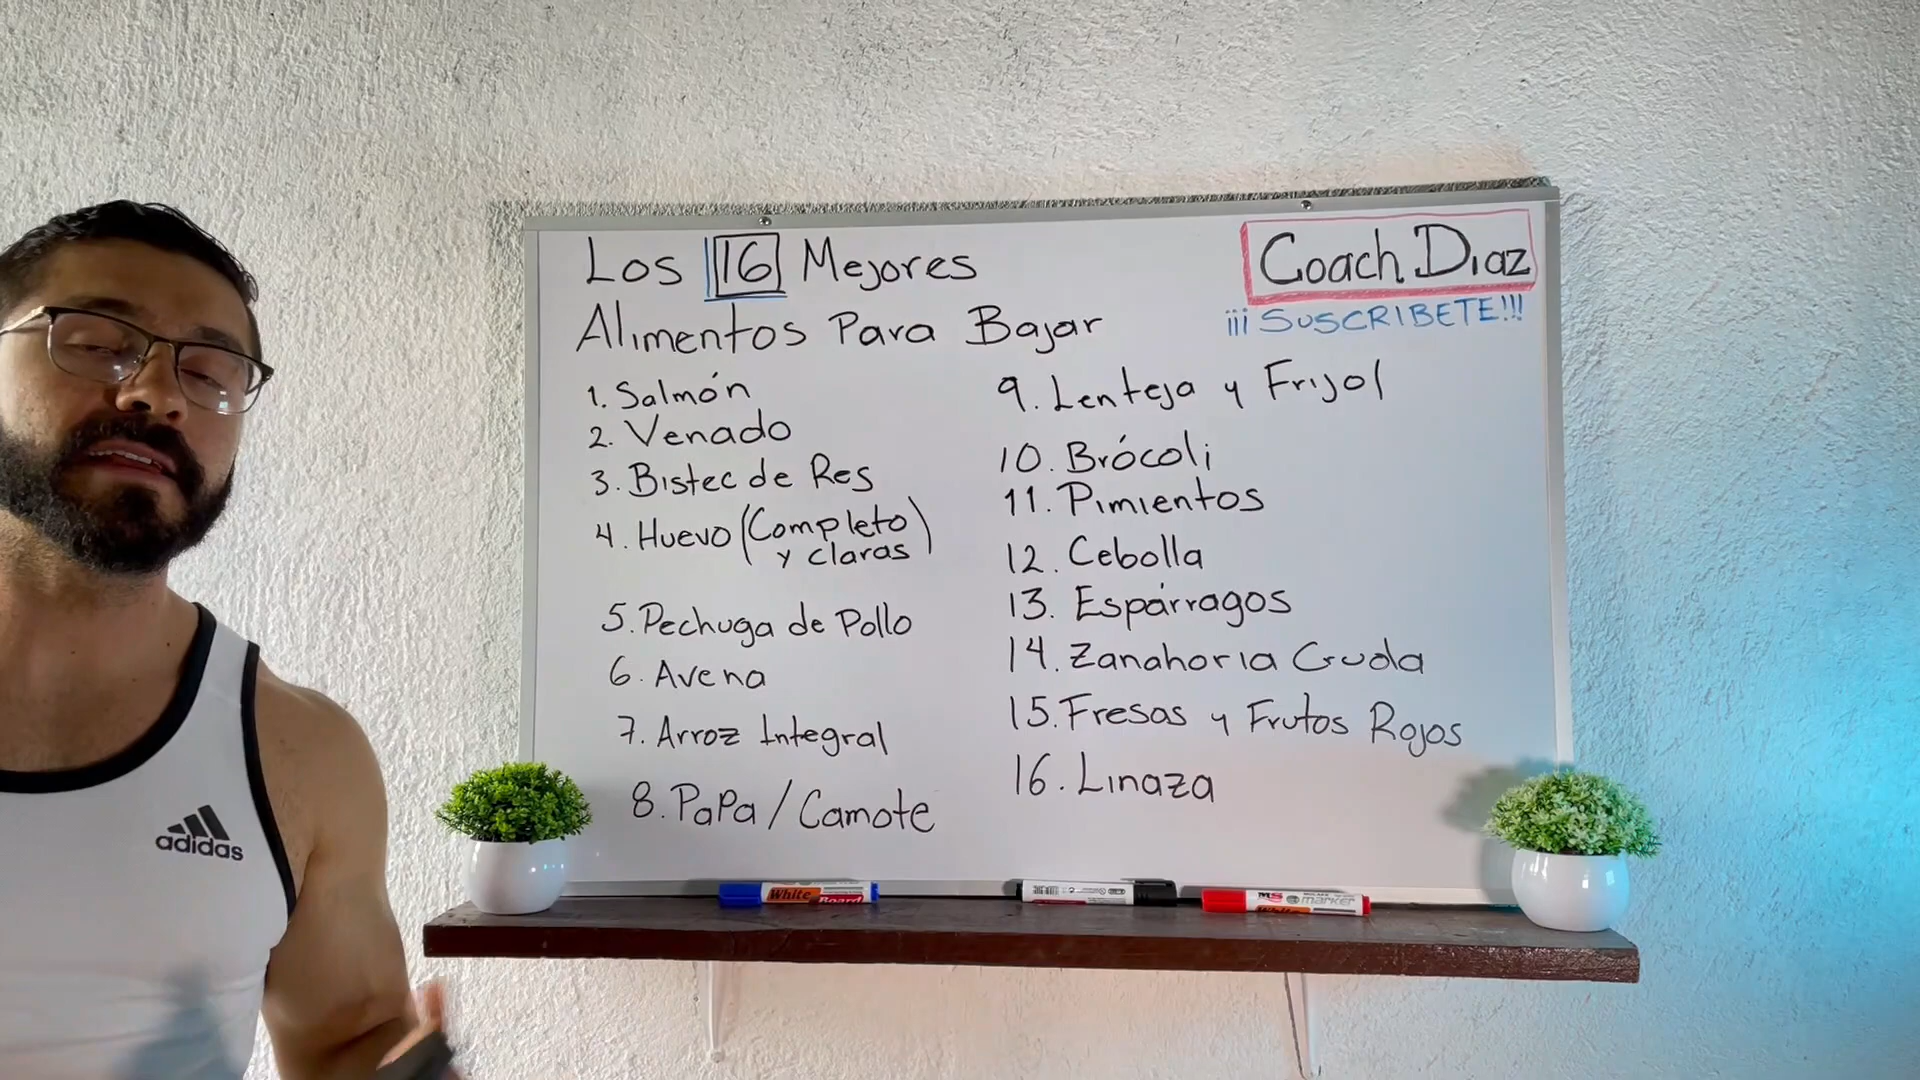 Los 16 Mejores
Alimentos Para Bajar
Coach Diaz
¡¡¡SUSCRIBETE!!!
1. Salmón
2. Venado
3. Bistec de Res
4. Huevo (Completo
y claras)
5. Pechuga de Pollo
6. Avena
7. Arroz Integral
8. Papa / Camote
9. Lenteja y Frijol
10. Brócoli
11. Pimientos
12. Cebolla
13. Espárragos
14. Zanahoria Cruda
15. Fresas y Frutos Rojos
16. Linaza
adidas
White
Board
MS
marker